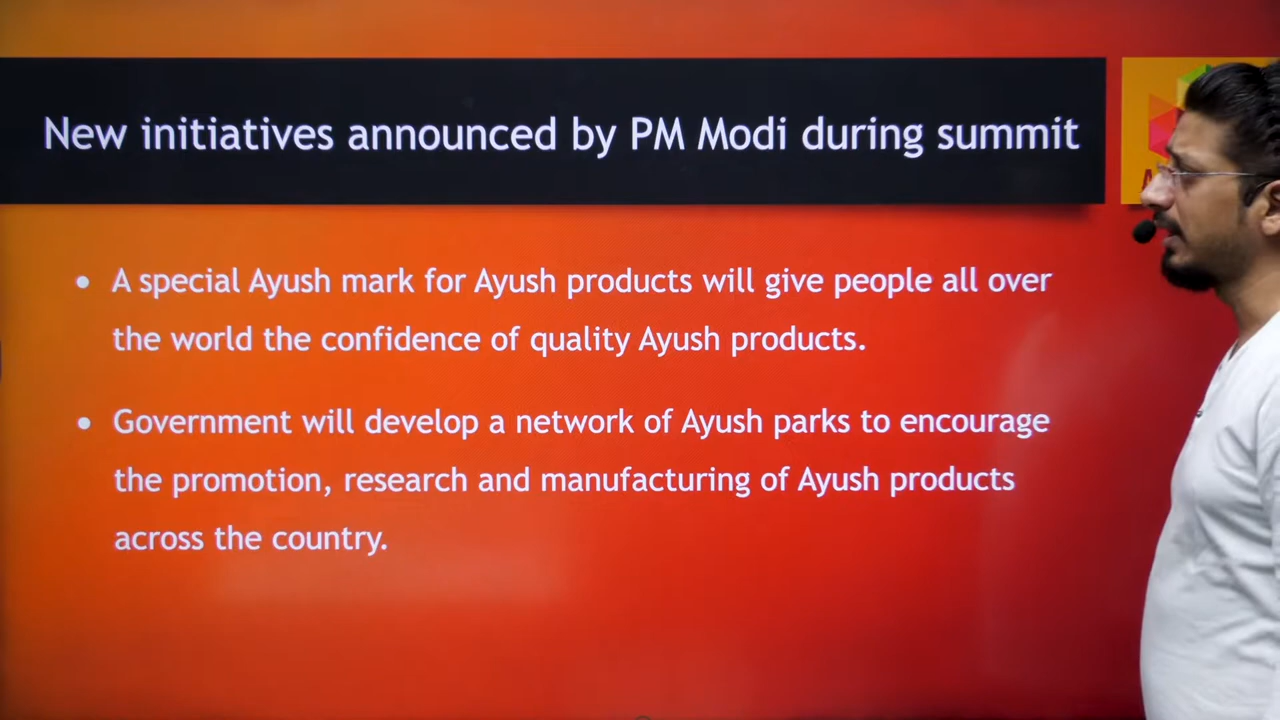 New initiatives announced by PM Modi during summit
• A special Ayush mark for Ayush products will give people all over
the world the confidence of quality Ayush products.
• Government will develop a network of Ayush parks to encourage
the promotion, research and manufacturing of Ayush products
across the country.